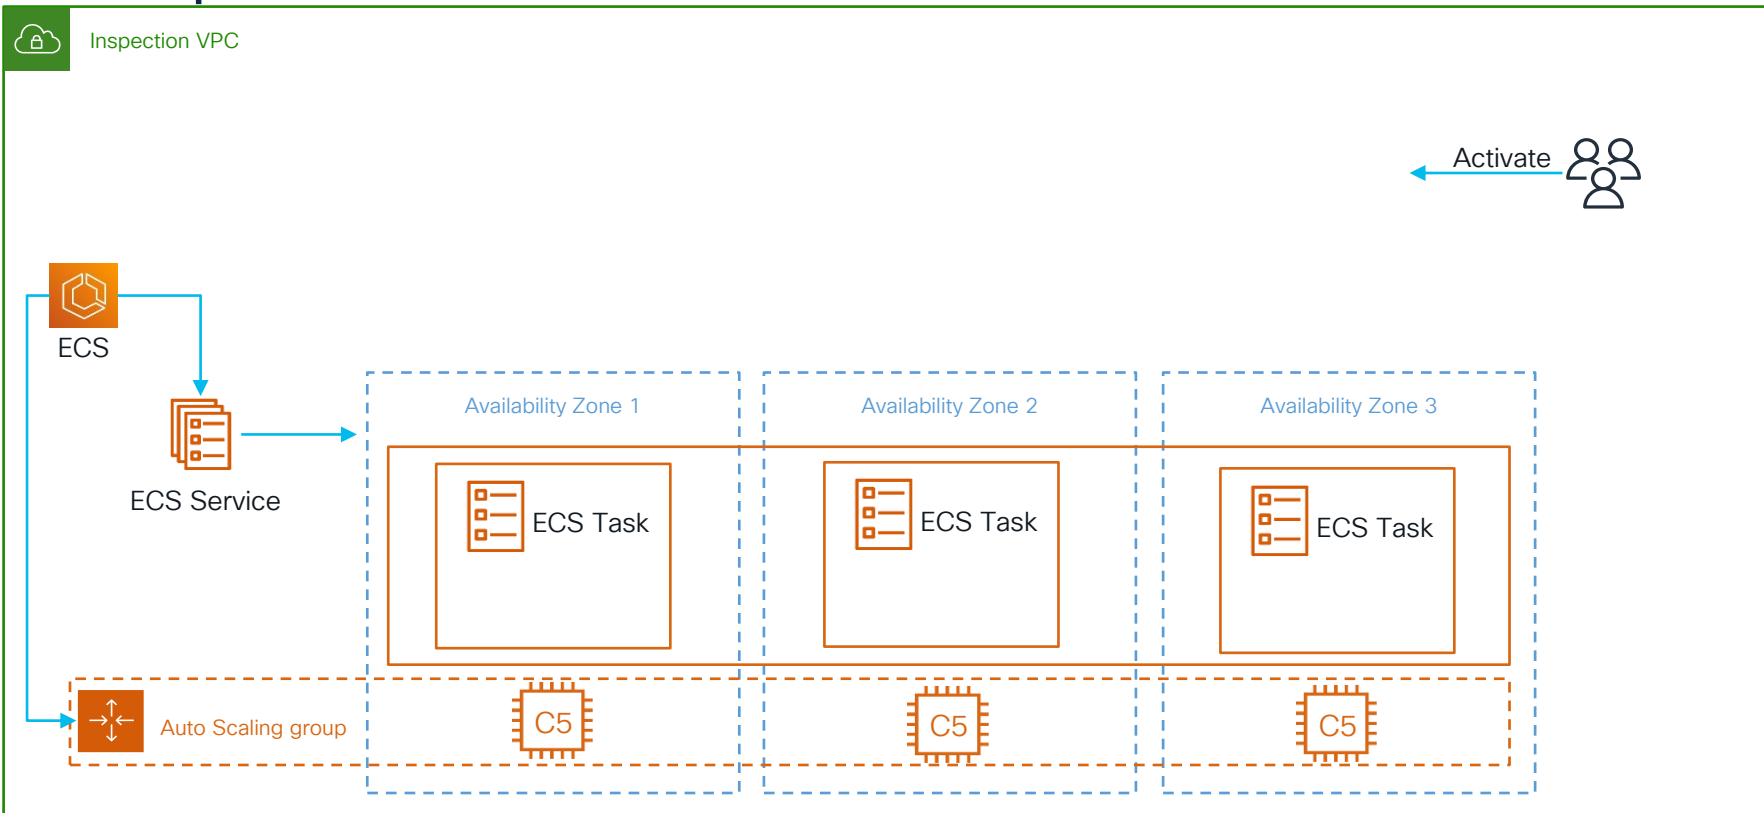 Inspection VPC
Activate
ECS
ECS Service
Availability Zone 1
Availability Zone 2
Availability Zone 3
ECS Task
ECS Task
ECS Task
Auto Scaling group
C5
C5
C5